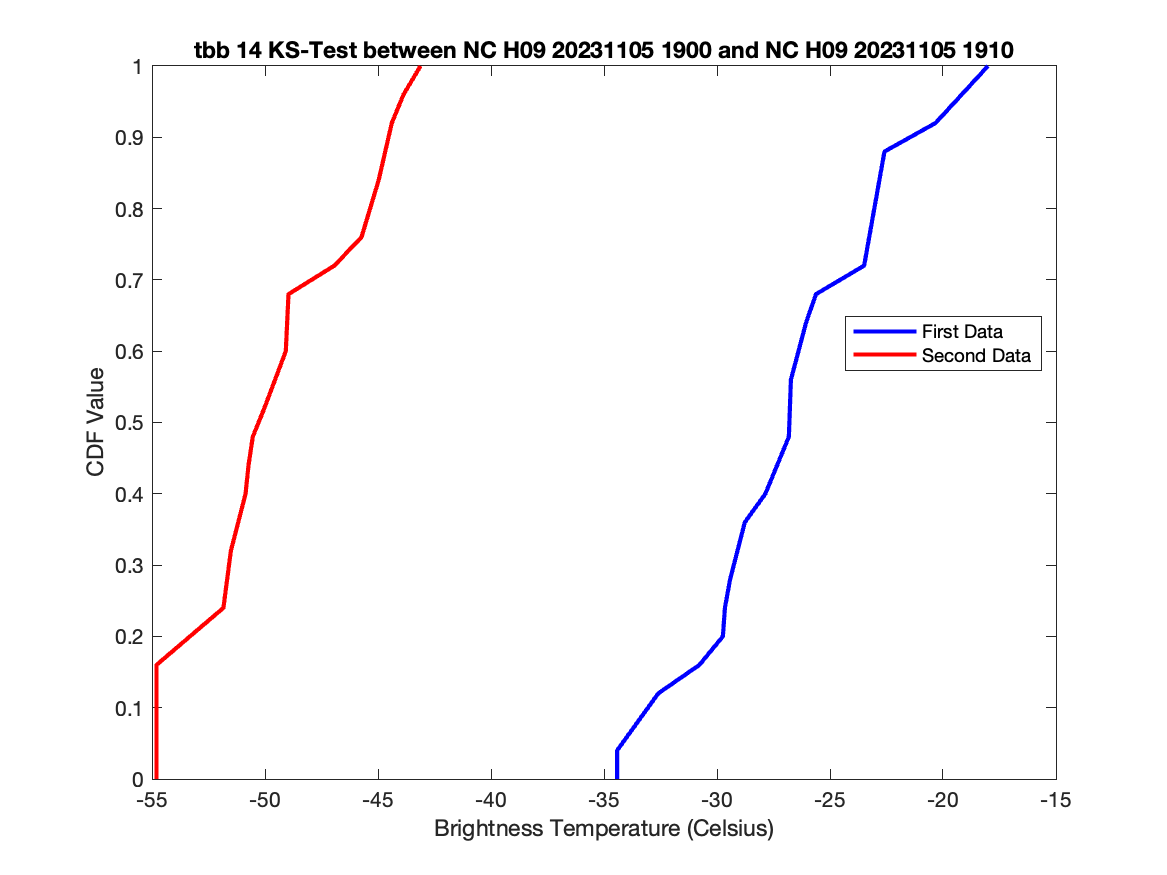 tbb 14 KS-Test between NC H09 20231105 1900 and NC H09 20231105 1910
1
0.9
0.8
0.7
0.6
0.5
0.4
0.3
0.2
0.1
0
CDF Value
First Data
Second Data
-55 -50 -45 -40 -35 -30 -25 -20 -15
Brightness Temperature (Celsius)